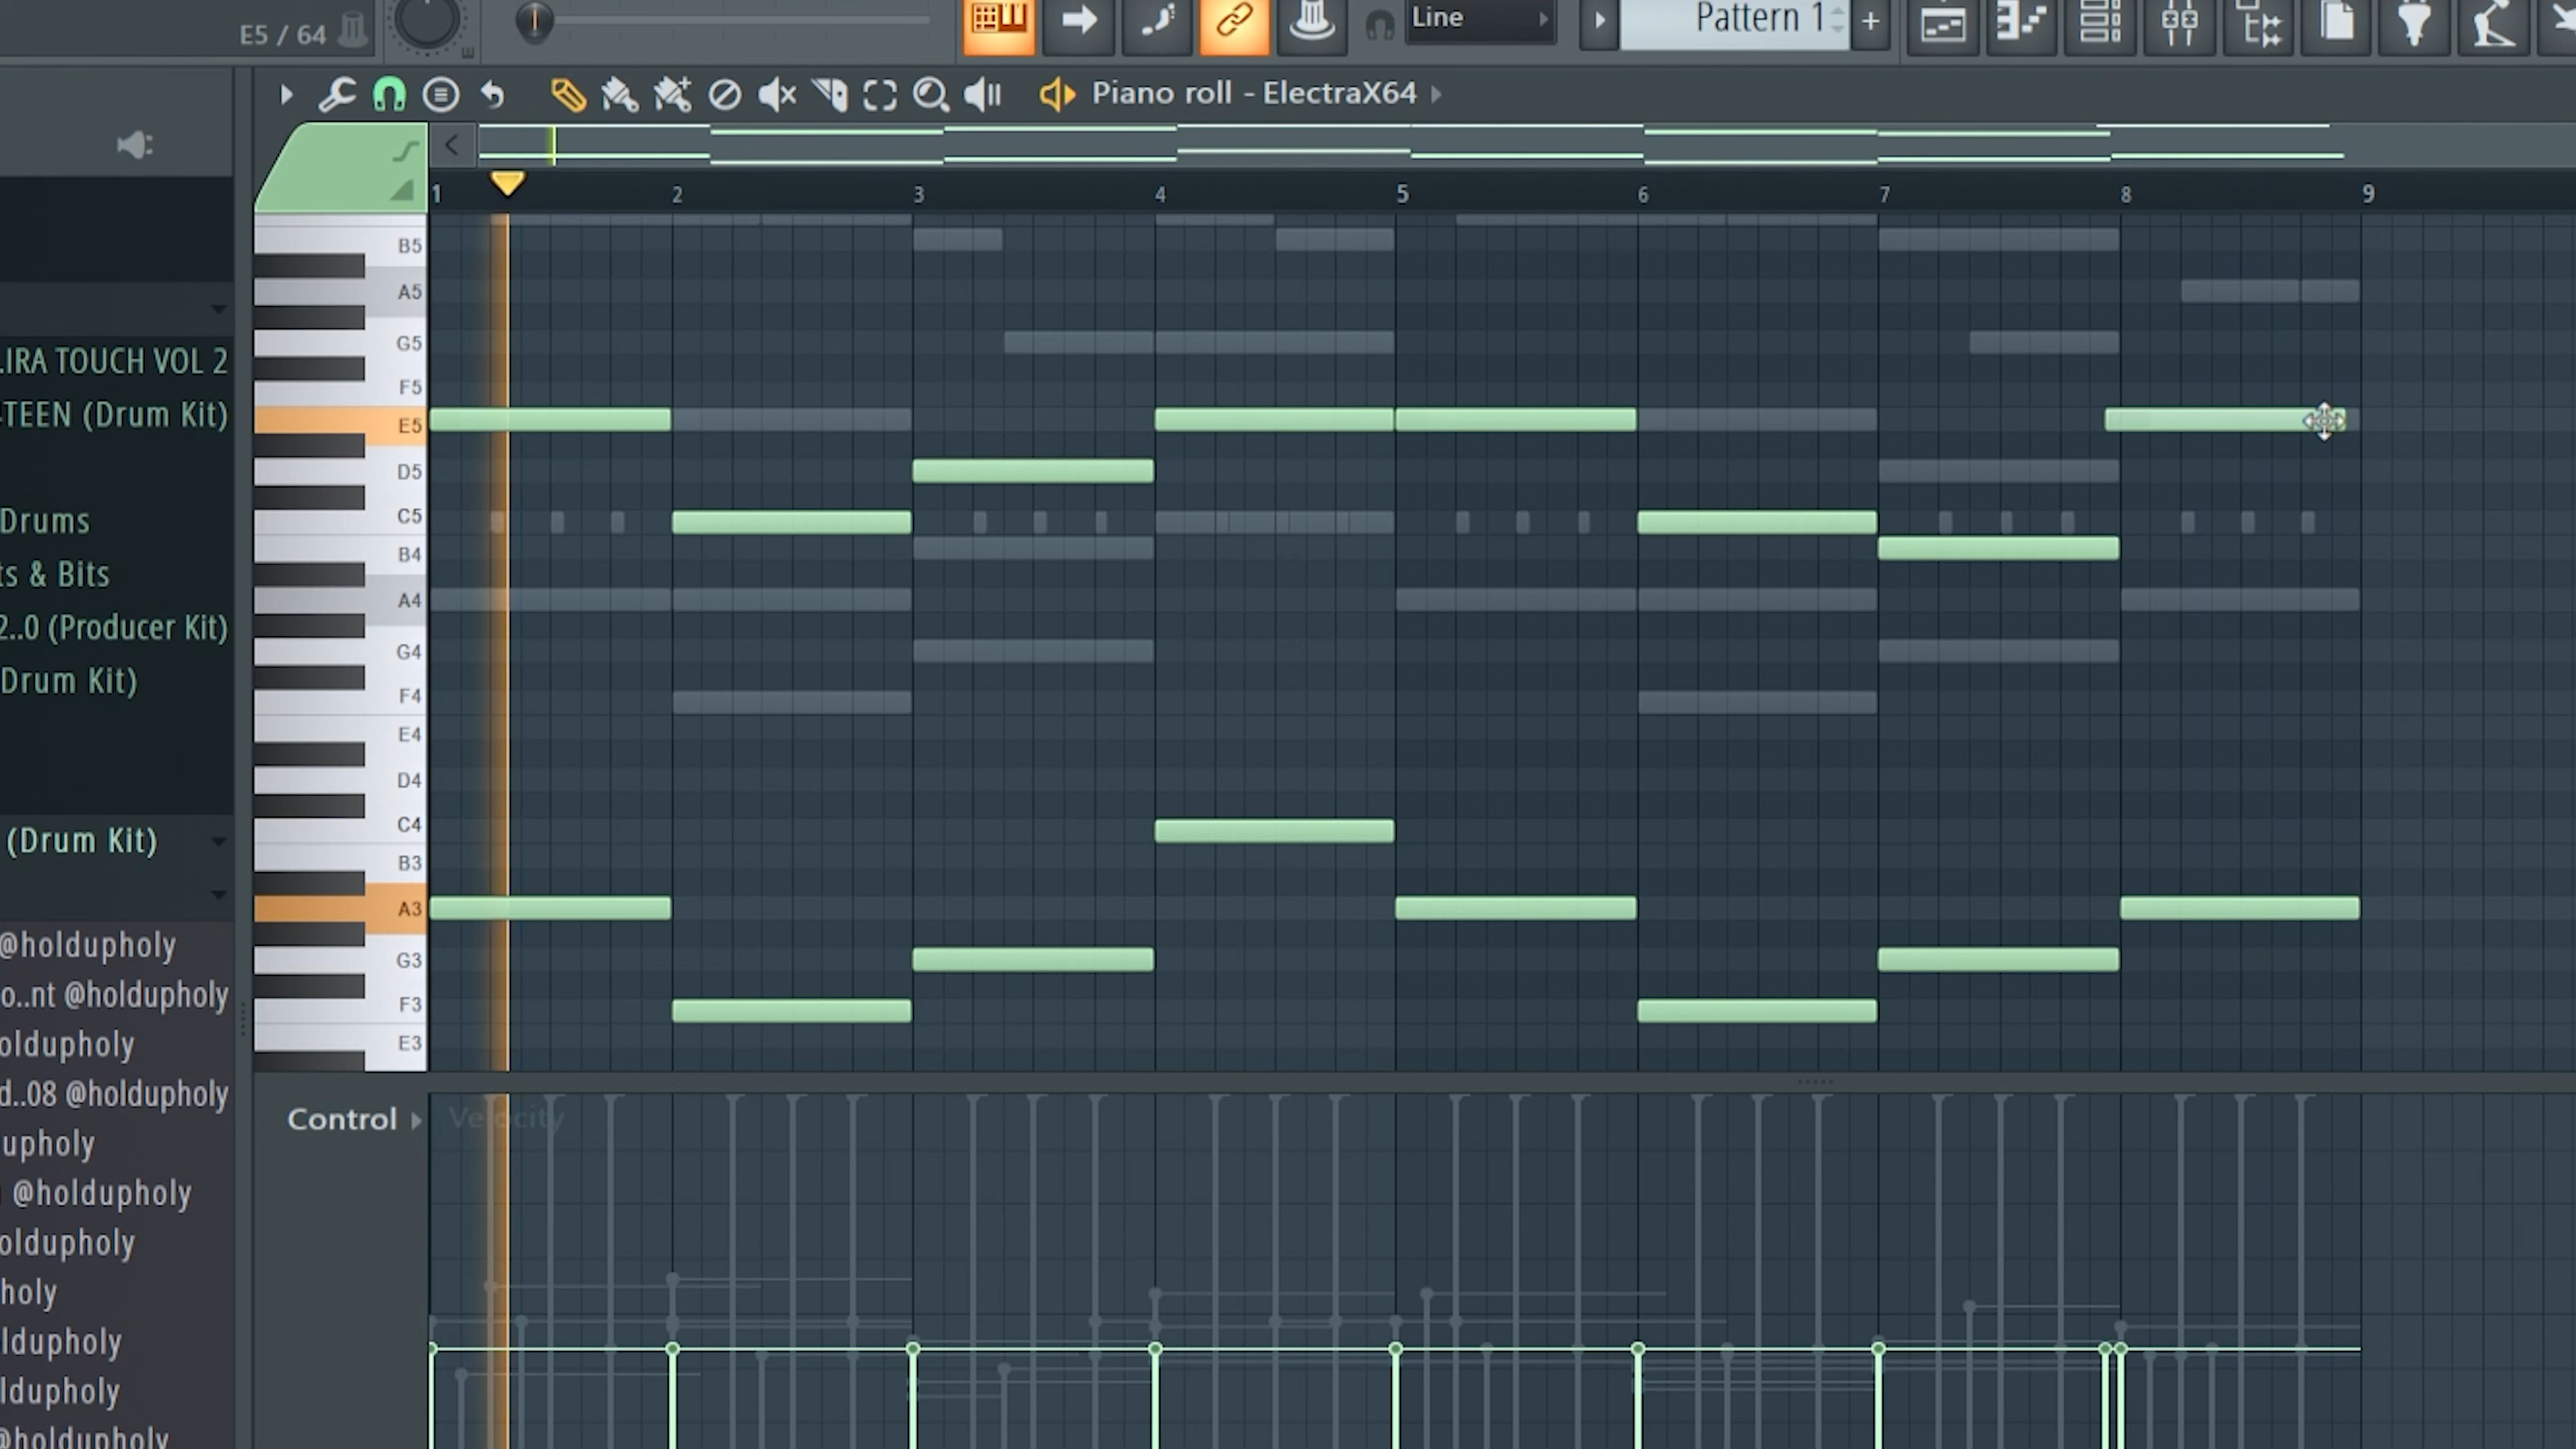 E5 / 64
Line
Pattern 1
+
Piano roll - ElectraX64
1 2 3 4 5 6 7 8 9
.IRA TOUCH VOL 2
-TEEN (Drum Kit)
Drums
ts & Bits
2..0 (Producer Kit)
Drum Kit)
(Drum Kit)
@holdupholy
o..nt @holdupholy
oldupholy
d..08 @holdupholy
upholy
@holdupholy
oldupholy
holy
ldupholy
ldupholy
@holdupholy
B5
A5
G5
F5
E5
D5
C5
B4
A4
G4
F4
E4
D4
C4
B3
A3
G3
F3
E3
Control
Velocity